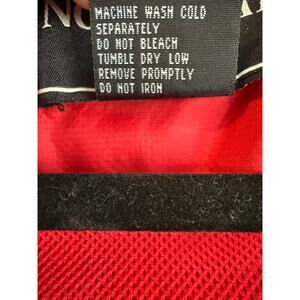 MACHINE WASH COLD
SEPARATELY
DO NOT BLEACH
TUMBLE DRY LOW
REMOVE PROMPTLY
DO NOT IRON